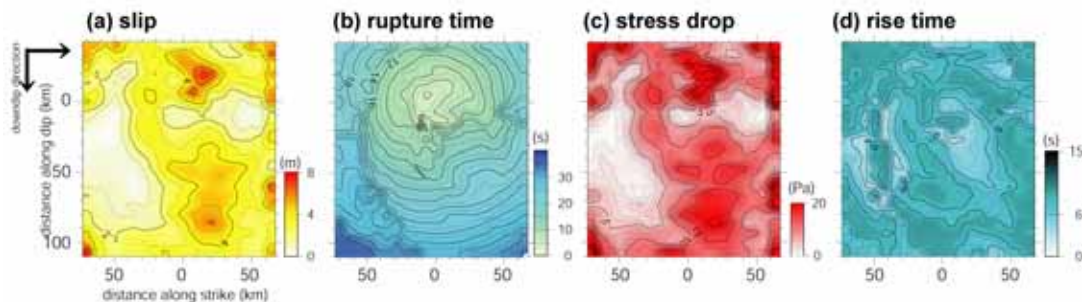 (a) slip
(b) rupture time
(c) stress drop
(d) rise time
downdip direction
distance along dip (km)
0
50
100
(m)
8
4
0
(s)
30
20
10
0
(Pa)
20
0
(s)
15
6
0
50 0 50
50 0 50
50 0 50
50 0 50
distance along strike (km)